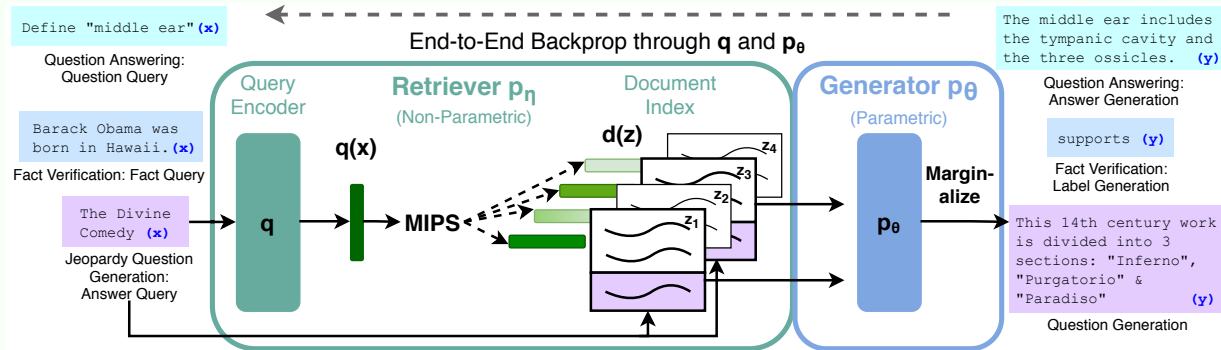 Define "middle ear" (x)
Question Answering:
Question Query
Barack Obama was
born in Hawaii. (x)
Fact Verification: Fact Query
The Divine
Comedy (x)
Jeopardy Question
Generation:
Answer Query
End-to-End Backprop through q and pθ
Query
Encoder
q
q(x)
Retriever pη
(Non-Parametric)
MIPS
Document
Index
d(z)
z4
z3
z2
z1
Generator pθ
(Parametric)
pθ
Margin-
alize
The middle ear includes
the tympanic cavity and
the three ossicles. (y)
Question Answering:
Answer Generation
supports (y)
Fact Verification:
Label Generation
This 14th century work
is divided into 3
sections: "Inferno",
"Purgatorio" &
"Paradiso" (y)
Question Generation